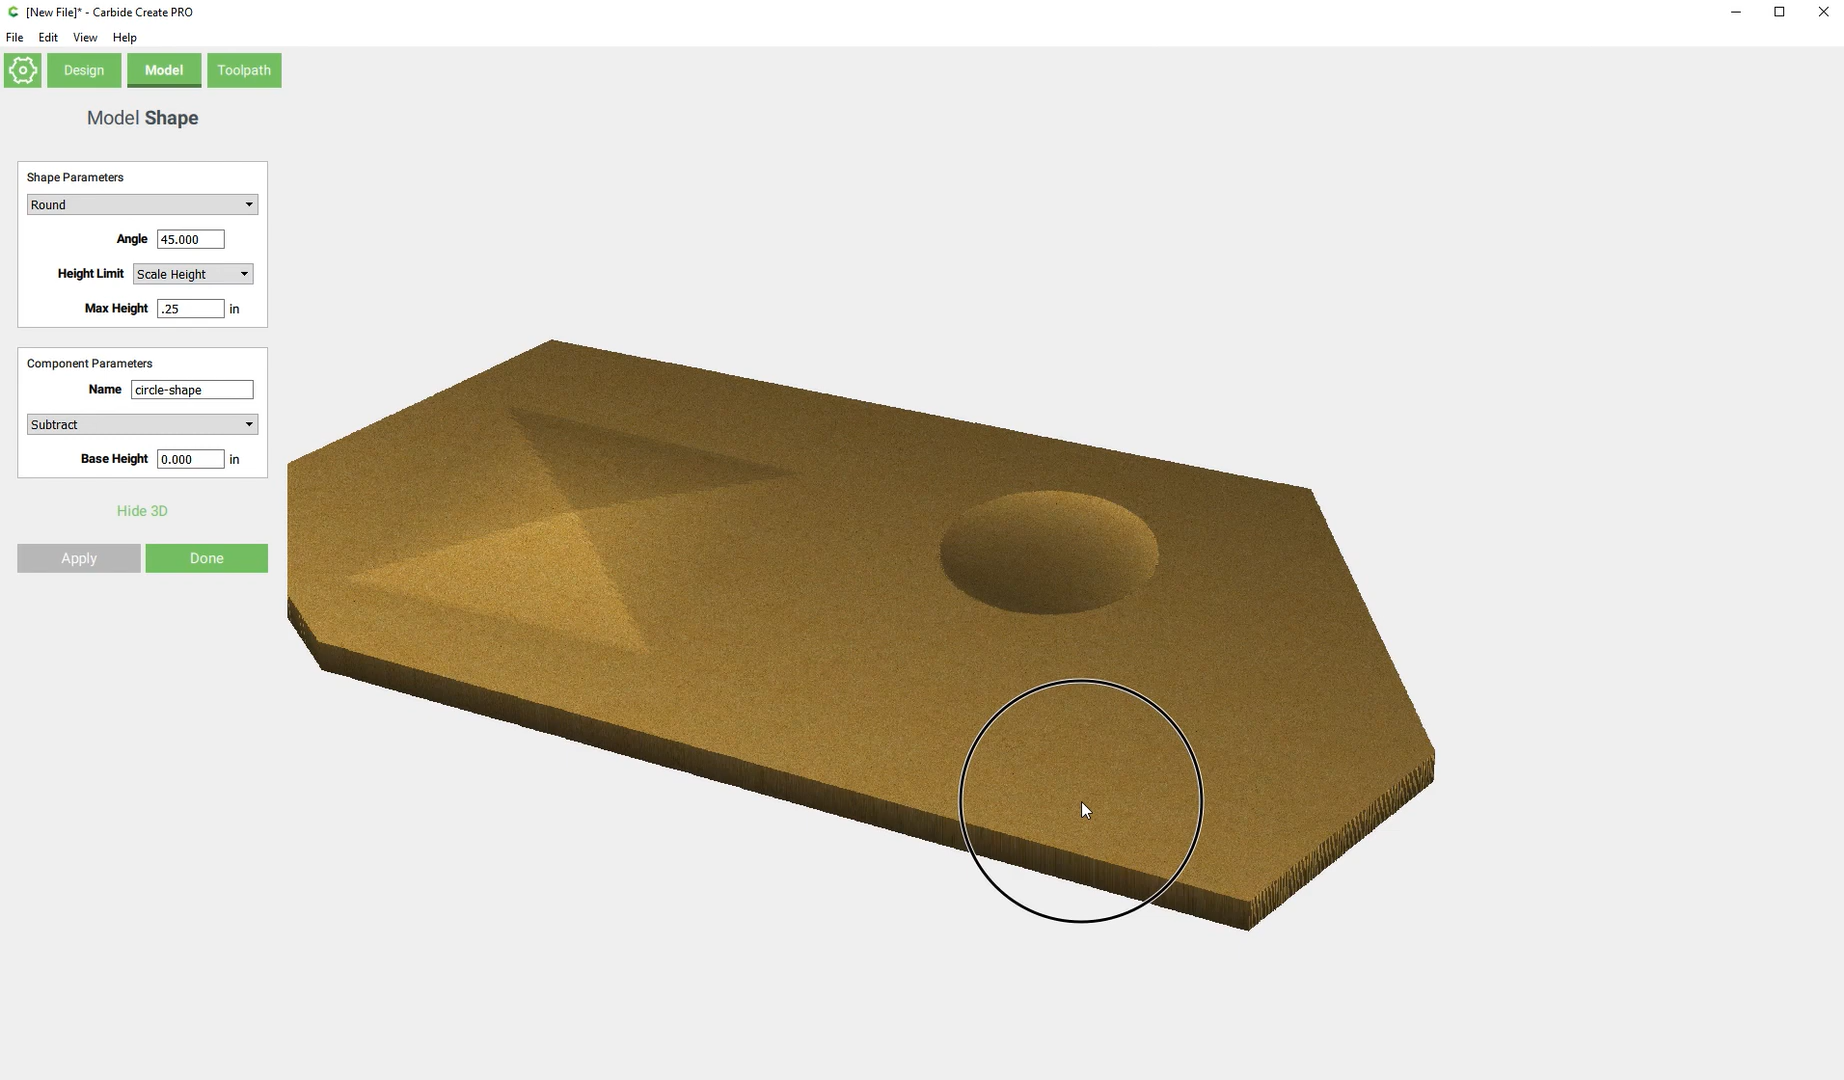 [New File]* - Carbide Create PRO
File Edit View Help
Design Model Toolpath
Model Shape
Shape Parameters
Round
Angle 45.000
Height Limit Scale Height
Max Height .25 in
Component Parameters
Name circle-shape
Subtract
Base Height 0.000 in
Hide 3D
Apply Done